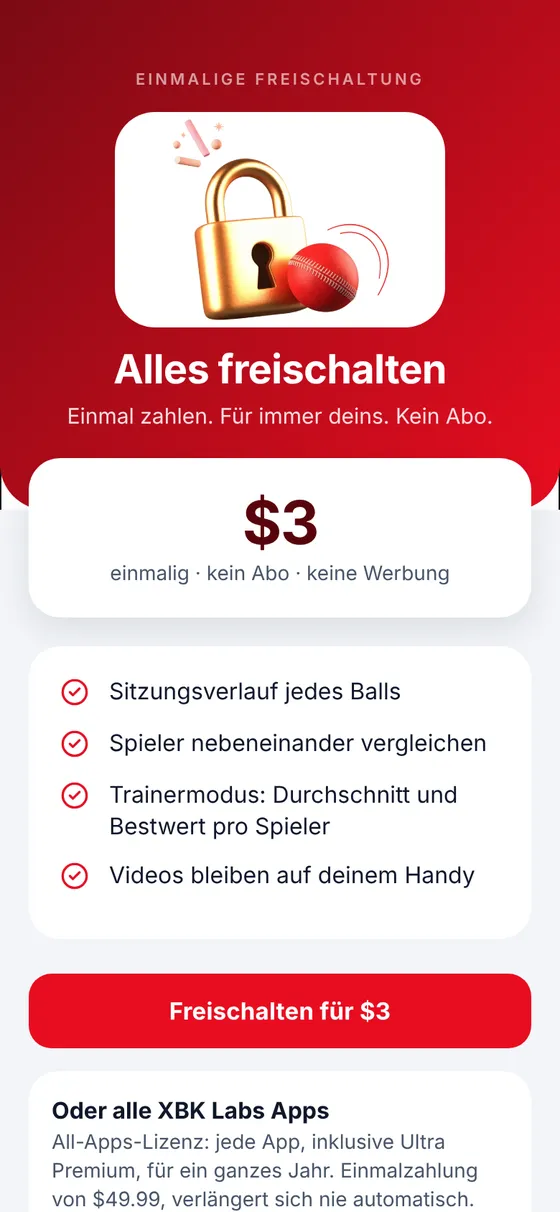 EINMALIGE FREISCHALTUNG
Alles freischalten
Einmal zahlen. Für immer deins. Kein Abo.
$3
einmalig · kein Abo · keine Werbung
Sitzungsverlauf jedes Balls
Spieler nebeneinander vergleichen
Trainermodus: Durchschnitt und
Bestwert pro Spieler
Videos bleiben auf deinem Handy
Freischalten für $3
Oder alle XBK Labs Apps
All-Apps-Lizenz: jede App, inklusive Ultra
Premium, für ein ganzes Jahr. Einmalzahlung
von $49.99, verlängert sich nie automatisch.